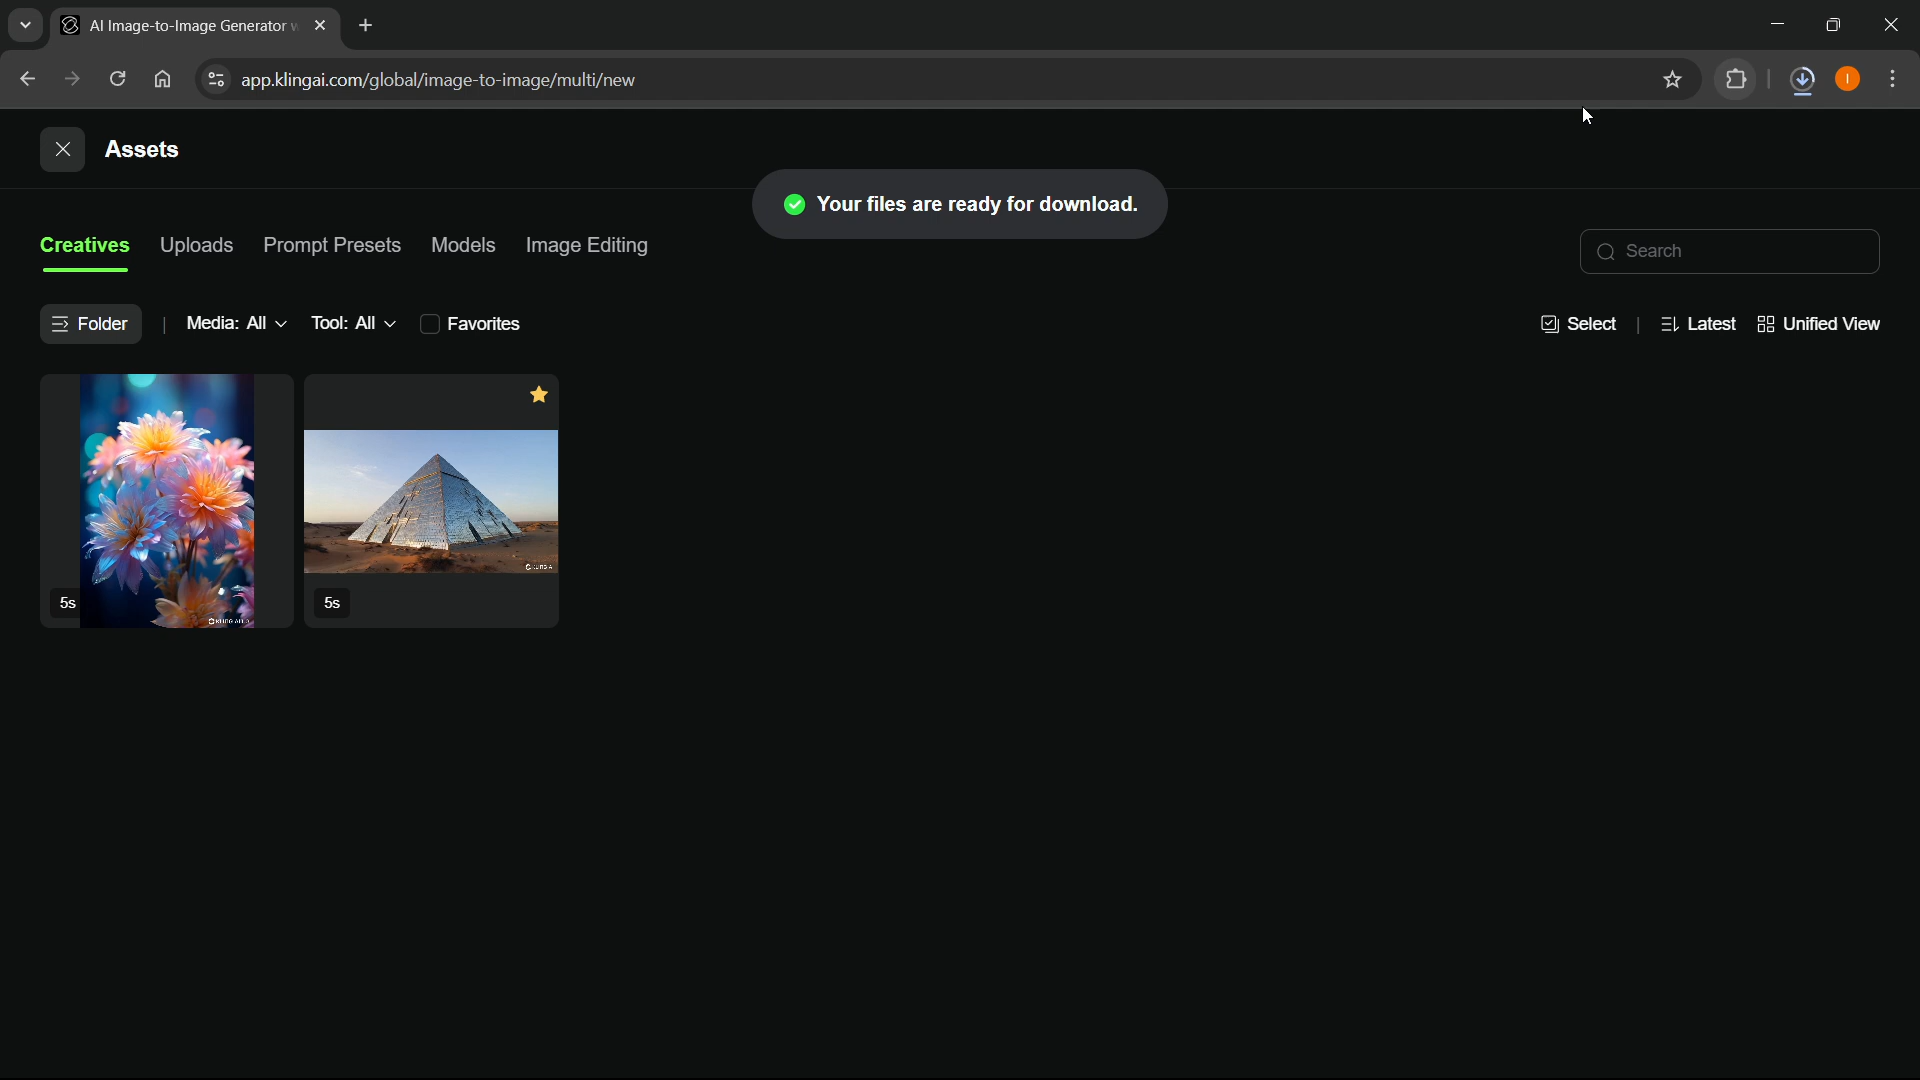 AI Image-to-Image Generator
app.klingai.com/global/image-to-image/multi/new
I
Assets
Your files are ready for download.
Creatives Uploads Prompt Presets Models Image Editing
Search
Folder | Media: All Tool: All Favorites
Select | Latest Unified View
5s
5s